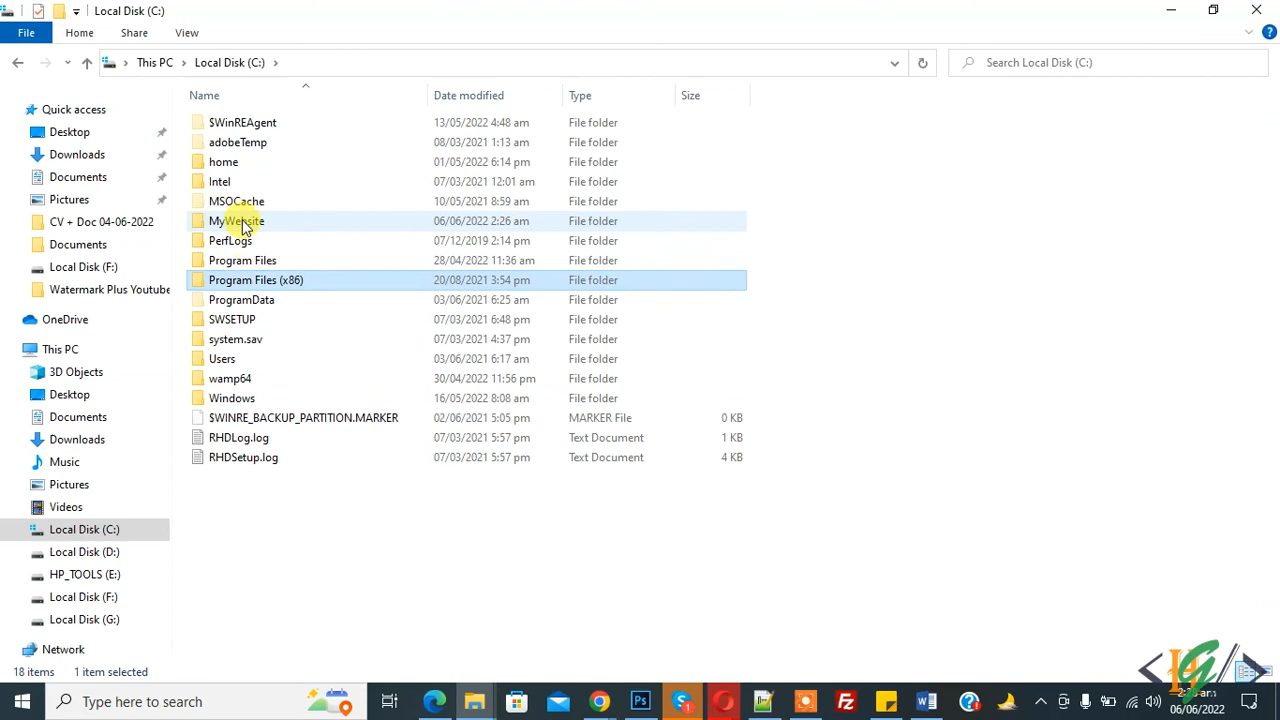 Local Disk (C:)
File Home Share View
This PC Local Disk (C:) Search Local Disk (C:)
Name Date modified Type Size
Quick access
Desktop
Downloads
Documents
Pictures
CV + Doc 04-06-2022
Documents
Local Disk (F:)
Watermark Plus Youtube
OneDrive
This PC
3D Objects
Desktop
Documents
Downloads
Music
Pictures
Videos
Local Disk (C:)
Local Disk (D:)
HP_TOOLS (E:)
Local Disk (F:)
Local Disk (G:)
Network
$WinREAgent 13/05/2022 4:48 am File folder
adobeTemp 08/03/2021 1:13 am File folder
home 01/05/2022 6:14 pm File folder
Intel 07/03/2021 12:01 am File folder
MSOCache 10/05/2021 8:59 am File folder
MyWebsite 06/06/2022 2:26 am File folder
PerfLogs 07/12/2019 2:14 pm File folder
Program Files 28/04/2022 11:36 am File folder
Program Files (x86) 20/08/2021 3:54 pm File folder
ProgramData 03/06/2021 6:25 am File folder
SWSETUP 07/03/2021 6:48 pm File folder
system.sav 07/03/2021 4:37 pm File folder
Users 03/06/2021 6:17 am File folder
wamp64 30/04/2022 11:56 pm File folder
Windows 16/05/2022 8:08 am File folder
$WINRE_BACKUP_PARTITION.MARKER 02/06/2021 5:05 pm MARKER File 0 KB
RHDLog.log 07/03/2021 5:57 pm Text Document 1 KB
RHDSetup.log 07/03/2021 5:57 pm Text Document 4 KB
18 items 1 item selected
Type here to search
06/06/2022